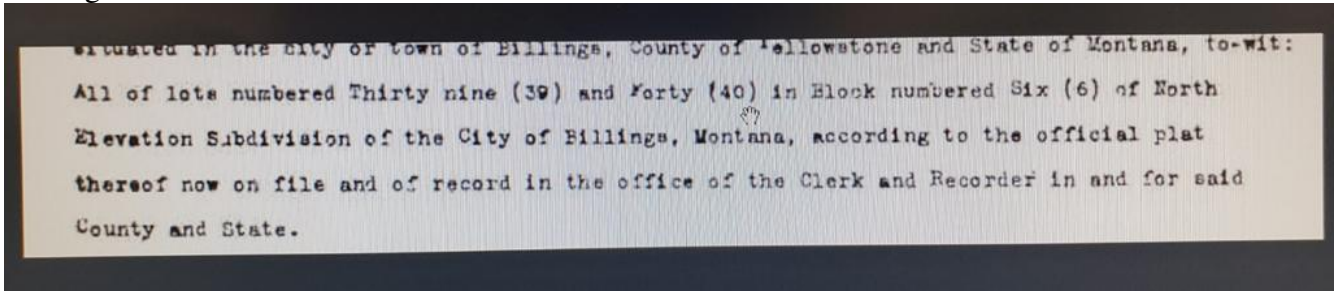 situated in the city or town of Billings, County of Yellowstone and State of Montana, to-wit:
All of lots numbered Thirty nine (39) and Forty (40) in Block numbered Six (6) of North
Elevation Subdivision of the City of Billings, Montana, according to the official plat
thereof now on file and of record in the office of the Clerk and Recorder in and for said
County and State.